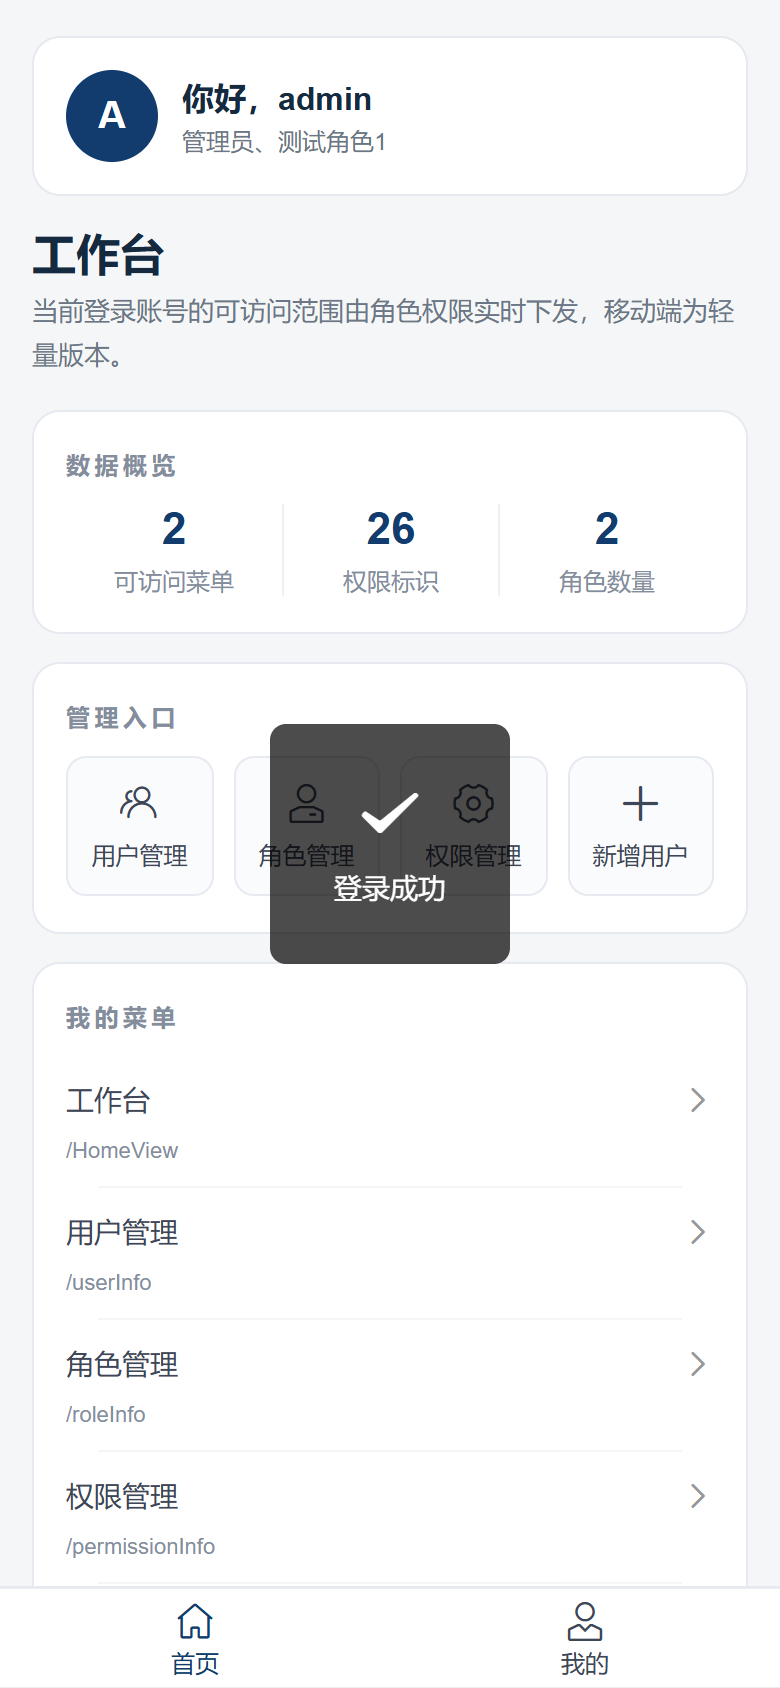 A
你好，admin
管理员、测试角色1
工作台
当前登录账号的可访问范围由角色权限实时下发，移动端为轻
量版本。
数据概览
2 26 2
可访问菜单 权限标识 角色数量
管理入口
用户管理 角色管理 权限管理 新增用户
登录成功
我的菜单
工作台
/HomeView
用户管理
/userInfo
角色管理
/roleInfo
权限管理
/permissionInfo
首页 我的